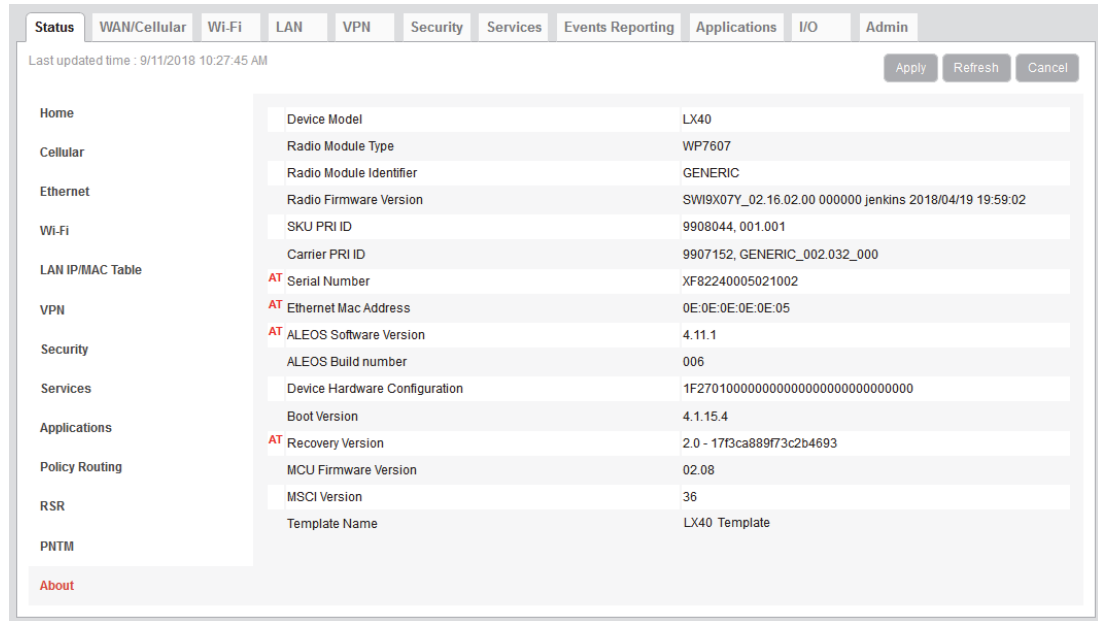 Status WAN/Cellular Wi-Fi LAN VPN Security Services Events Reporting Applications I/O Admin
Last updated time : 9/11/2018 10:27:45 AM
Apply Refresh Cancel
Home
Cellular
Ethernet
Wi-Fi
LAN IP/MAC Table
VPN
Security
Services
Applications
Policy Routing
RSR
PNTM
About
Device Model LX40
Radio Module Type WP7607
Radio Module Identifier GENERIC
Radio Firmware Version SWI9X07Y_02.16.02.00 000000 jenkins 2018/04/19 19:59:02
SKU PRI ID 9908044, 001.001
Carrier PRI ID 9907152, GENERIC_002.032_000
AT Serial Number XF82240005021002
AT Ethernet Mac Address 0E:0E:0E:0E:0E:05
AT ALEOS Software Version 4.11.1
ALEOS Build number 006
Device Hardware Configuration 1F270100000000000000000000000000
Boot Version 4.1.15.4
AT Recovery Version 2.0 - 17f3ca889f73c2b4693
MCU Firmware Version 02.08
MSCI Version 36
Template Name LX40 Template